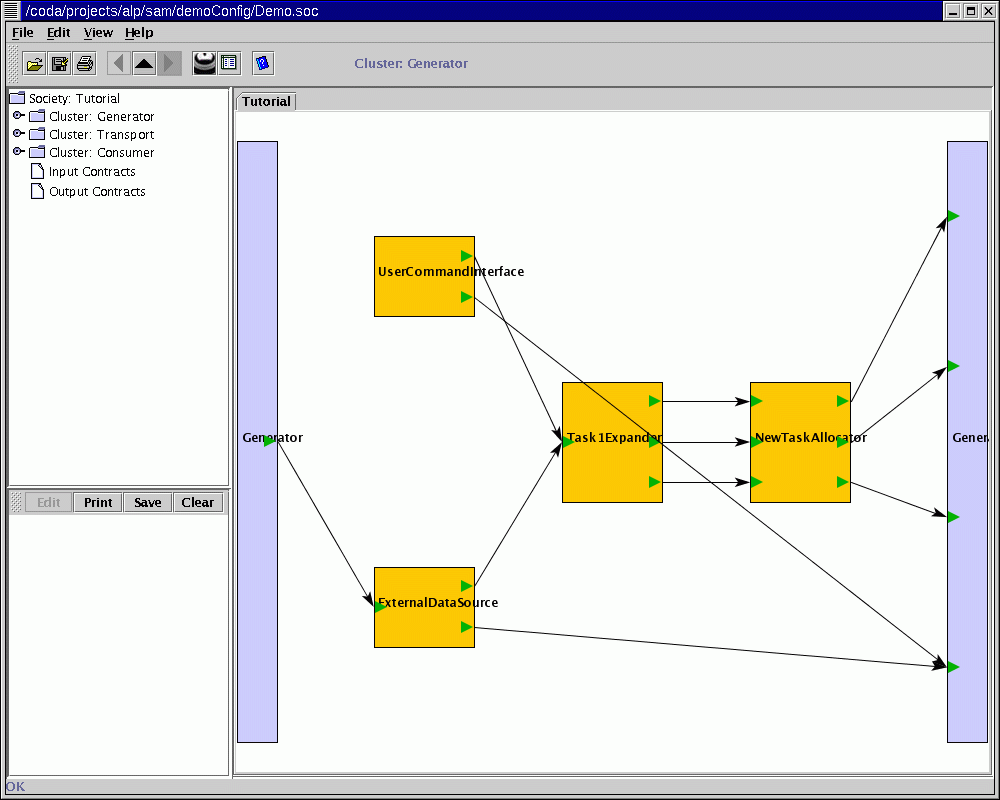 /coda/projects/alp/sam/demoConfig/Demo.soc
File Edit View Help
Cluster: Generator
Society: Tutorial
Cluster: Generator
Cluster: Transport
Cluster: Consumer
Input Contracts
Output Contracts
Edit Print Save Clear
Tutorial
UserCommandInterface
Generator
Task1Expander
NewTaskAllocator
Gener
ExternalDataSource
OK